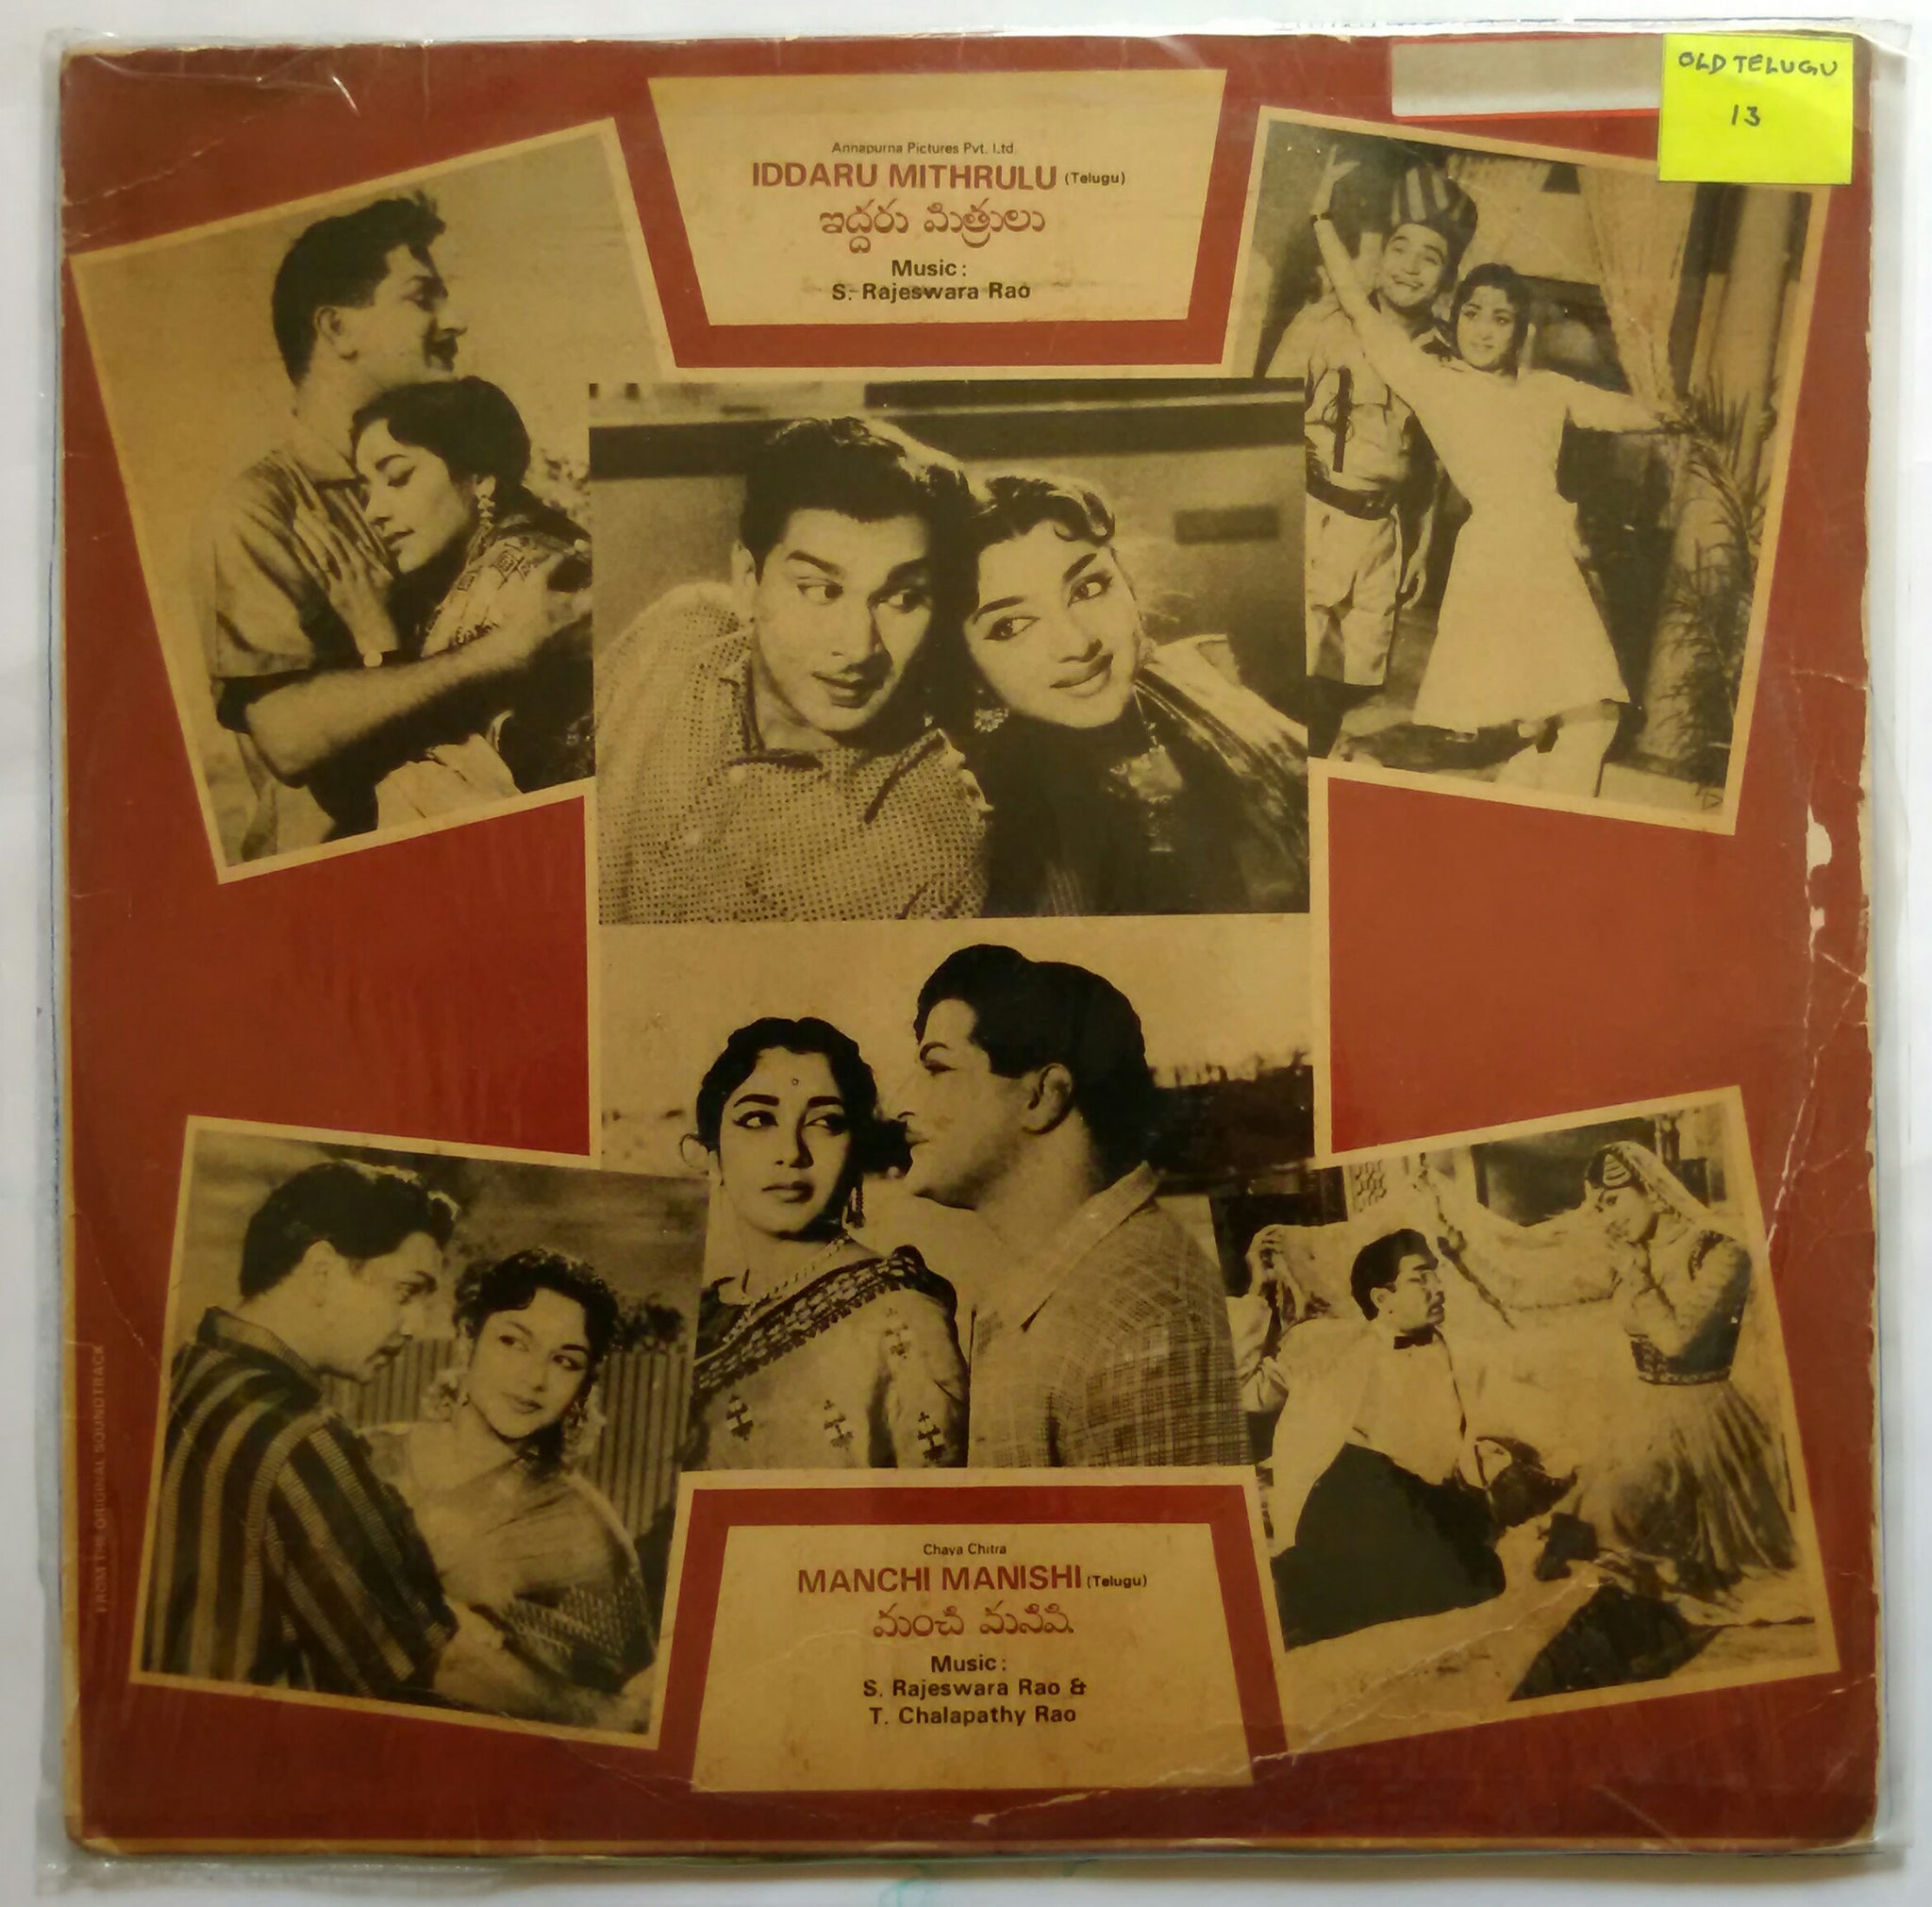 OLD TELUGU
13
Annapurna Pictures Pvt. Ltd.
IDDARU MITHRULU (Telugu)
ఇద్దరు మిత్రులు
Music :
S. Rajeswara Rao
FROM THE ORIGINAL SOUNDTRACK
Chaya Chitra
MANCHI MANISHI (Telugu)
మంచి మనిషి
Music :
S. Rajeswara Rao &
T. Chalapathy Rao